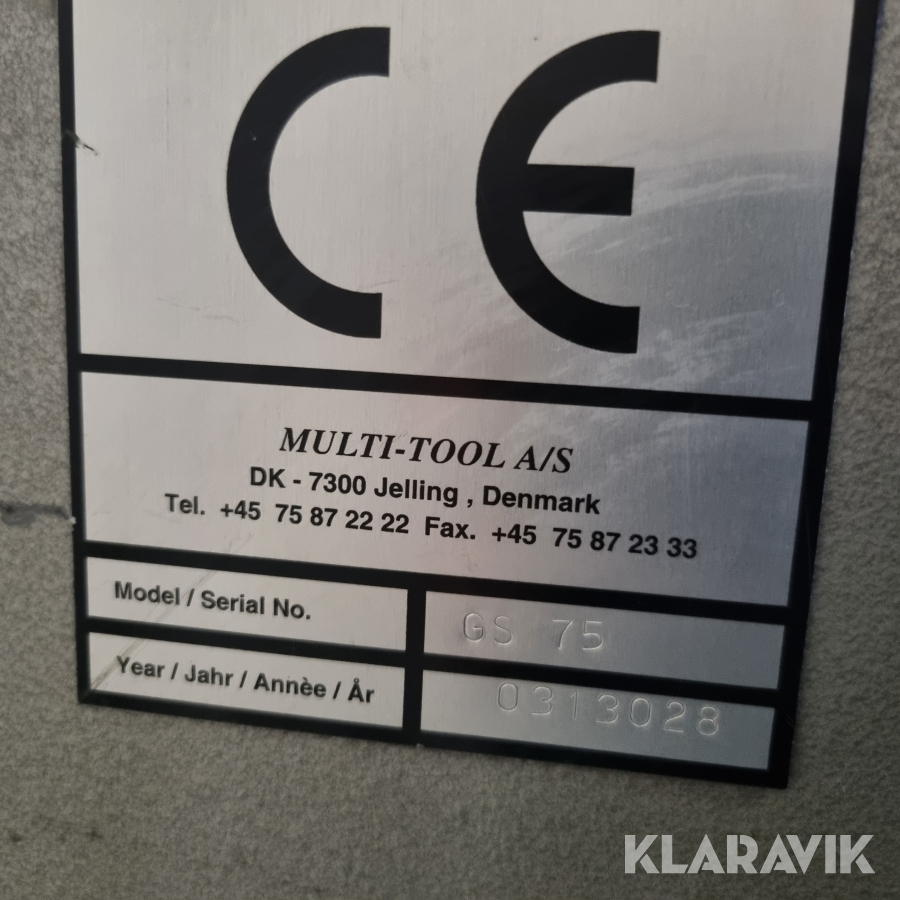 CE
MULTI-TOOL A/S
DK - 7300 Jelling , Denmark
Tel. +45 75 87 22 22 Fax. +45 75 87 23 33
Model / Serial No. GS 75
Year / Jahr / Annèe / År 0313028
KLARAVIK